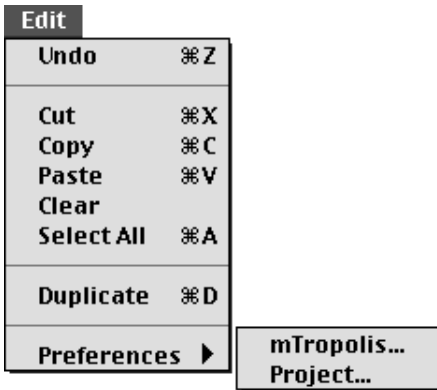 Edit
Undo ⌘Z
Cut ⌘X
Copy ⌘C
Paste ⌘V
Clear
Select All ⌘A
Duplicate ⌘D
Preferences ▶
mTropolis...
Project...